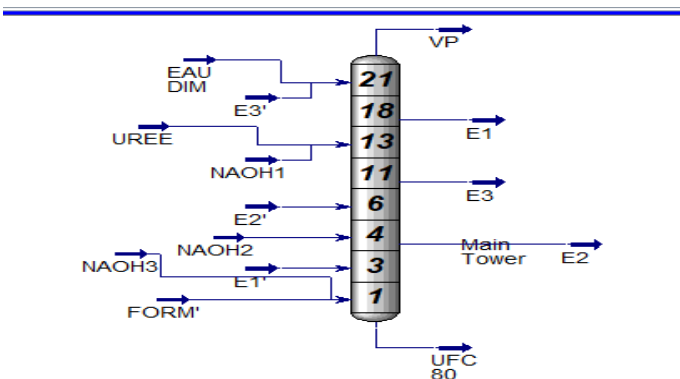 VP
EAU
DIM
E3'
21
18
E1
UREE
13
NAOH1
11
E3
E2'
6
NAOH2
4
Main
Tower
E2
NAOH3
E1'
3
FORM'
1
UFC
80